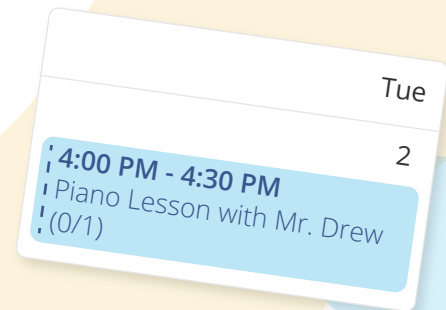 Tue
2
4:00 PM - 4:30 PM
Piano Lesson with Mr. Drew
(0/1)